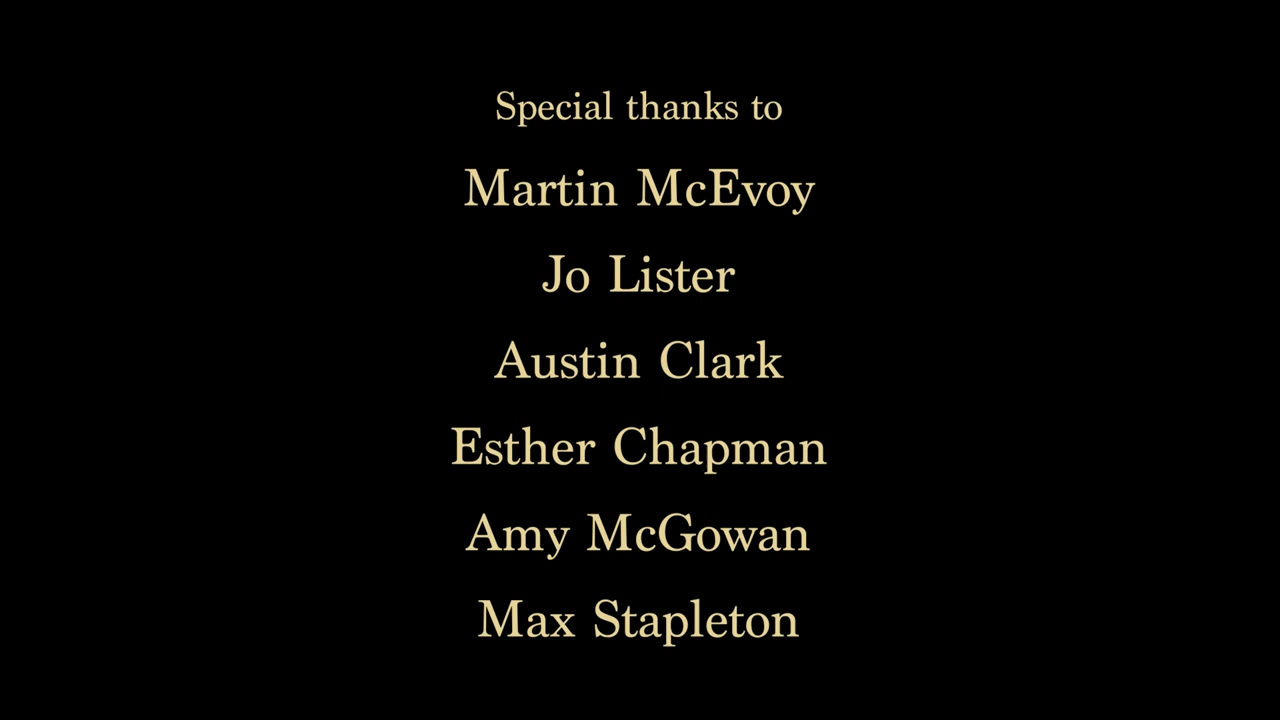 Special thanks to
Martin McEvoy
Jo Lister
Austin Clark
Esther Chapman
Amy McGowan
Max Stapleton